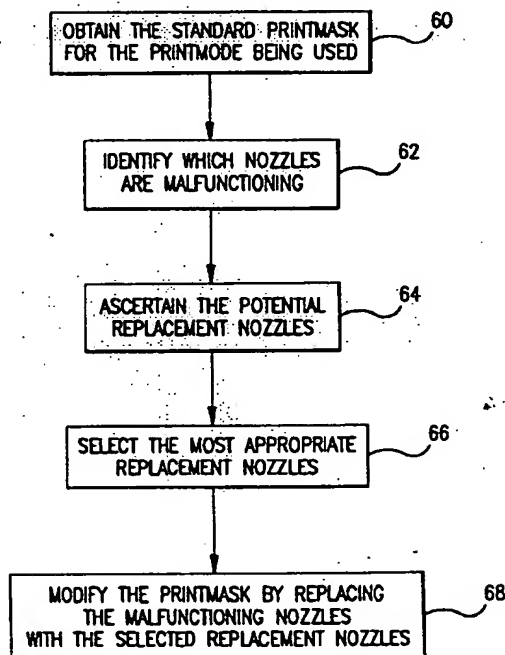 OBTAIN THE STANDARD PRINTMASK
FOR THE PRINTMODE BEING USED
60
IDENTIFY WHICH NOZZLES
ARE MALFUNCTIONING
62
ASCERTAIN THE POTENTIAL
REPLACEMENT NOZZLES
64
SELECT THE MOST APPROPRIATE
REPLACEMENT NOZZLES
66
MODIFY THE PRINTMASK BY REPLACING
THE MALFUNCTIONING NOZZLES
WITH THE SELECTED REPLACEMENT NOZZLES
68